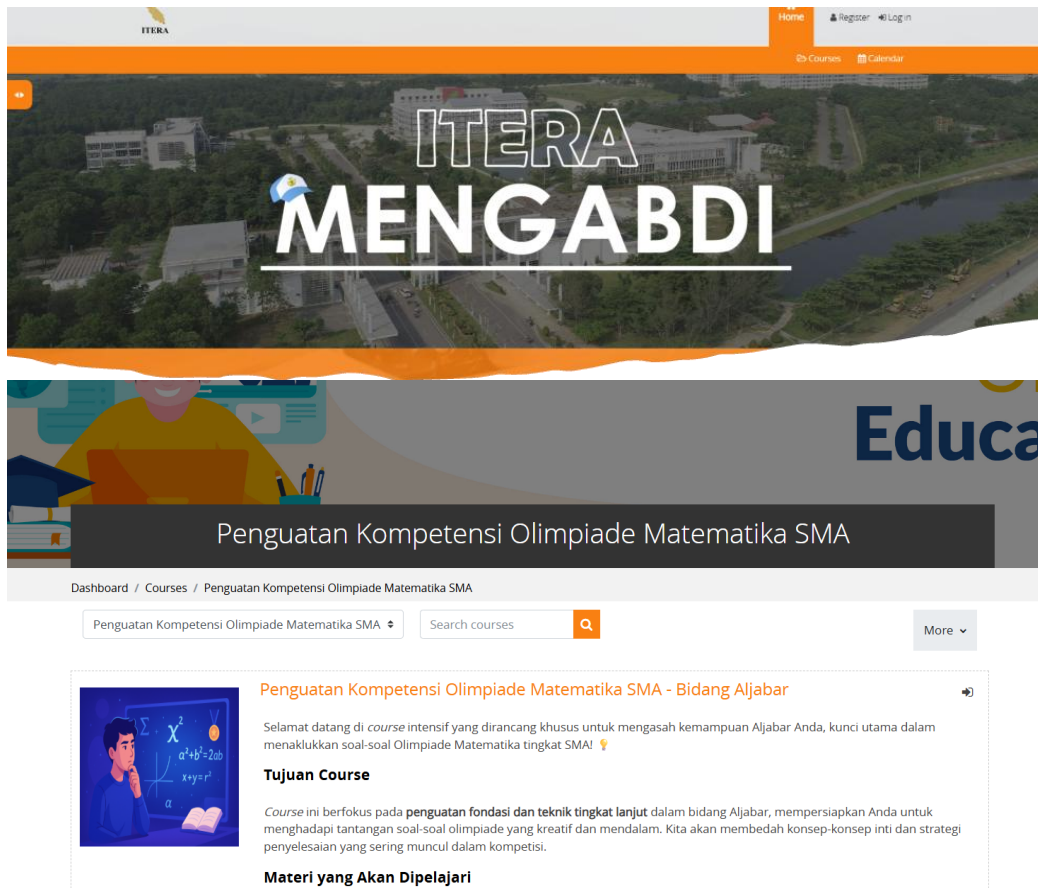 ITERA
Home Register Log in
Courses Calendar
ITERA
MENGABDI
Educa
Penguatan Kompetensi Olimpiade Matematika SMA
Dashboard / Courses / Penguatan Kompetensi Olimpiade Matematika SMA
Penguatan Kompetensi Olimpiade Matematika SMA Search courses More
Penguatan Kompetensi Olimpiade Matematika SMA - Bidang Aljabar
Σ x²
a²+b²=2ab
x+y=r²
α
Selamat datang di course intensif yang dirancang khusus untuk mengasah kemampuan Aljabar Anda, kunci utama dalam
menaklukkan soal-soal Olimpiade Matematika tingkat SMA! 💡
Tujuan Course
Course ini berfokus pada penguatan fondasi dan teknik tingkat lanjut dalam bidang Aljabar, mempersiapkan Anda untuk
menghadapi tantangan soal-soal olimpiade yang kreatif dan mendalam. Kita akan membedah konsep-konsep inti dan strategi
penyelesaian yang sering muncul dalam kompetisi.
Materi yang Akan Dipelajari